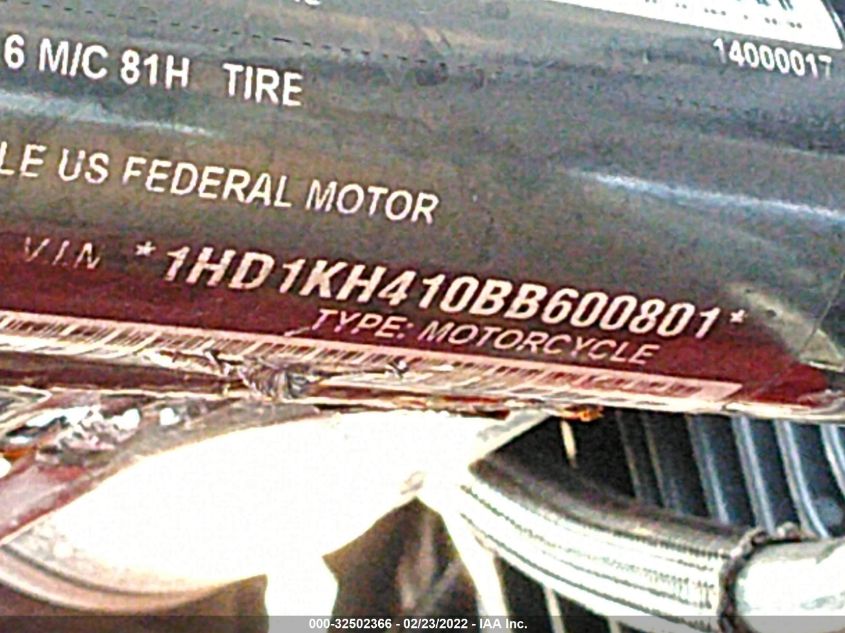 14000017
6 M/C 81H TIRE
LE US FEDERAL MOTOR
VIN *1HD1KH410BB600801*
TYPE: MOTORCYCLE
000-32502366 - 02/23/2022 - IAA Inc.